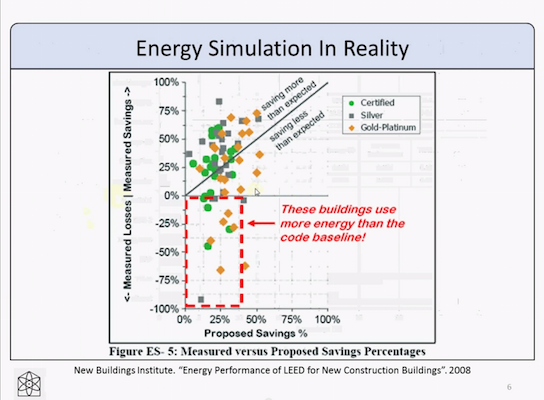 Energy Simulation In Reality
<- Measured Losses | Measured Savings ->
100%
75%
50%
25%
0%
-25%
-50%
-75%
-100%
saving more
than expected
saving less
than expected
Certified
Silver
Gold-Platinum
These buildings use
more energy than the
code baseline!
0% 25% 50% 75% 100%
Proposed Savings %
Figure ES- 5: Measured versus Proposed Savings Percentages
New Buildings Institute. “Energy Performance of LEED for New Construction Buildings”. 2008
6